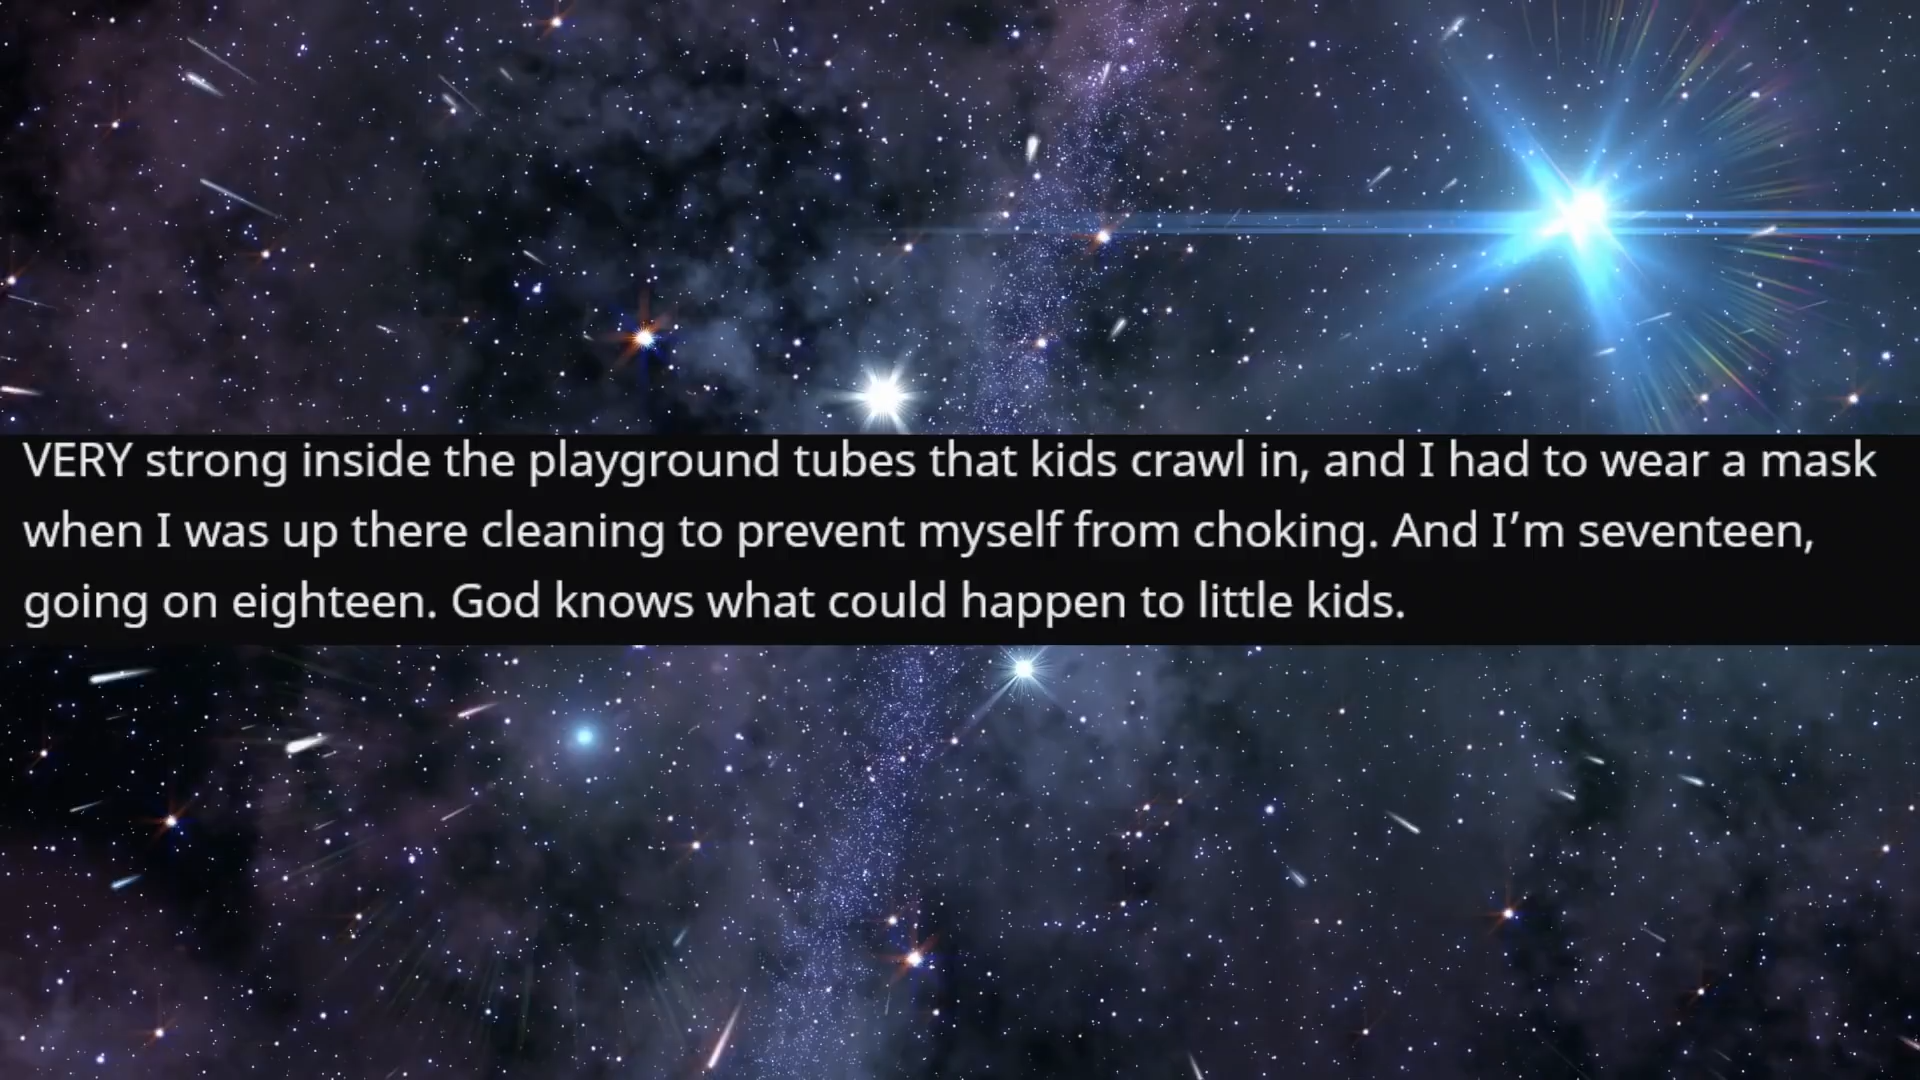 VERY strong inside the playground tubes that kids crawl in, and I had to wear a mask
when I was up there cleaning to prevent myself from choking. And I’m seventeen,
going on eighteen. God knows what could happen to little kids.